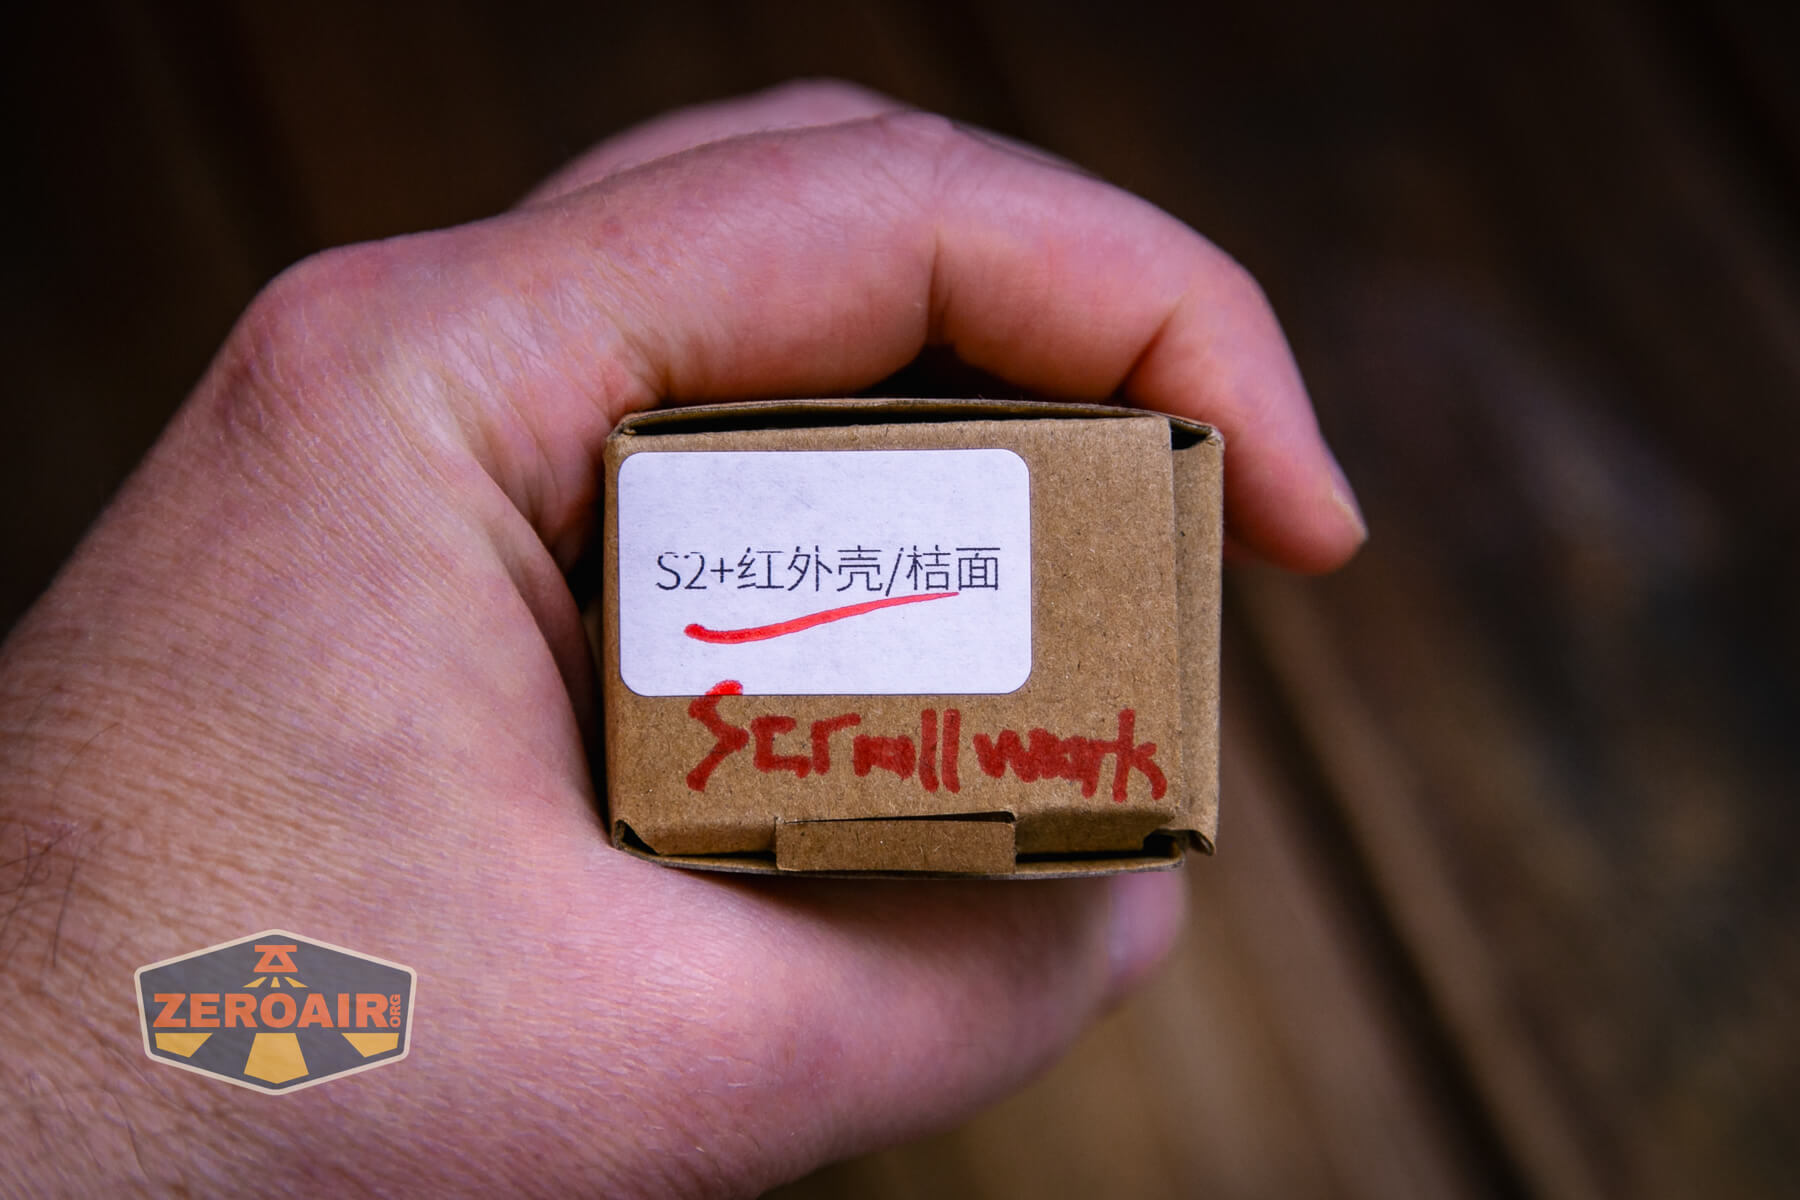 S2+红外壳/桔面
Scrollwork
ZEROAIR.ORG